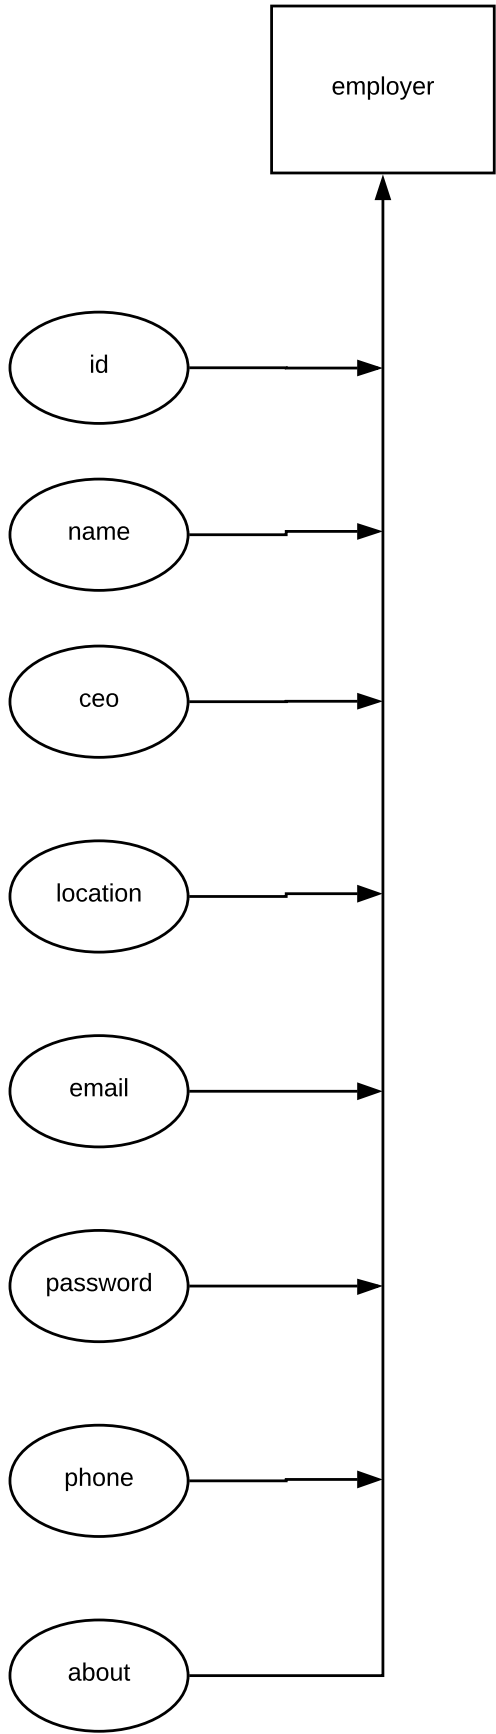 employer
id
name
ceo
location
email
password
phone
about